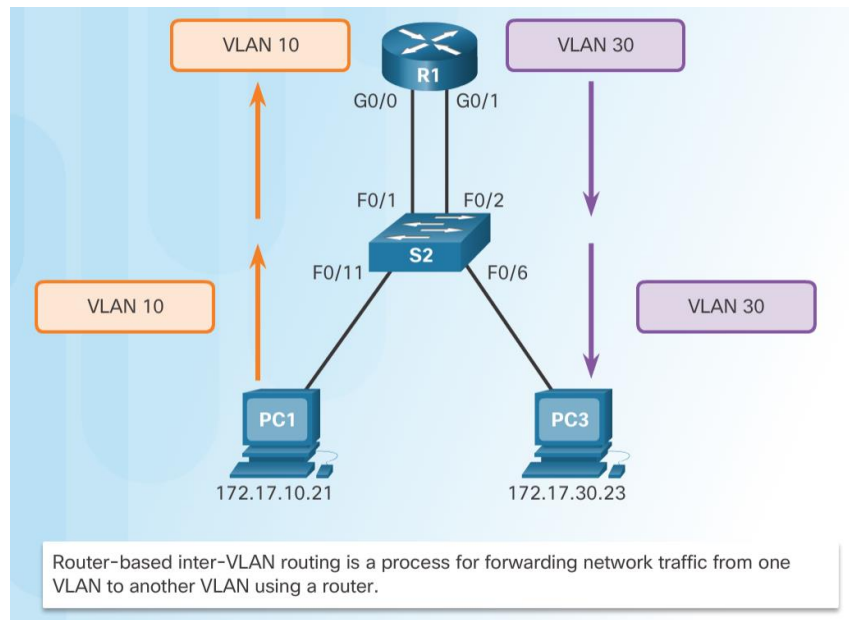 VLAN 10
R1
VLAN 30
G0/0
G0/1
F0/1
F0/2
S2
F0/11
F0/6
VLAN 10
VLAN 30
PC1
PC3
172.17.10.21
172.17.30.23
Router-based inter-VLAN routing is a process for forwarding network traffic from one
VLAN to another VLAN using a router.